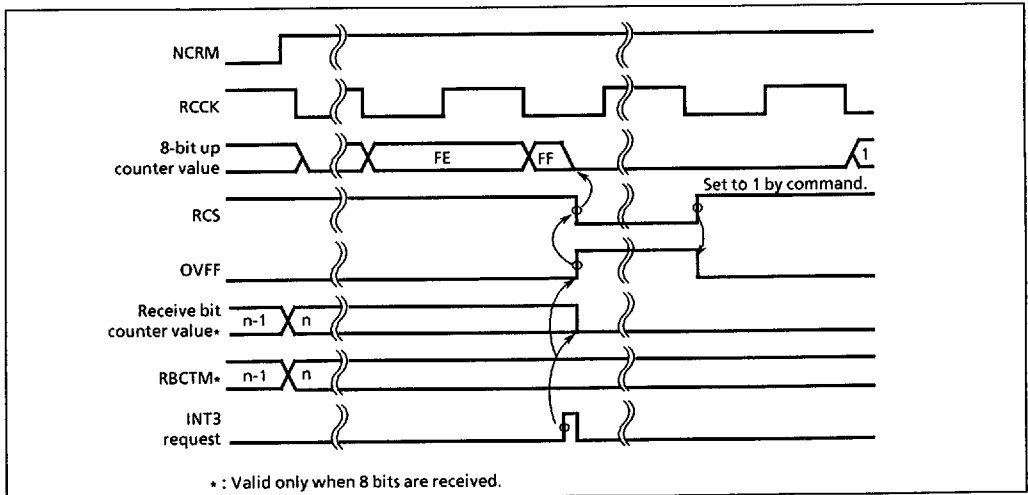 NCRM
RCCK
8-bit up
counter value
FE
FF
1
Set to 1 by command.
RCS
OVFF
Receive bit
counter value*
n-1
n
RBCTM*
n-1
n
INT3
request
* : Valid only when 8 bits are received.